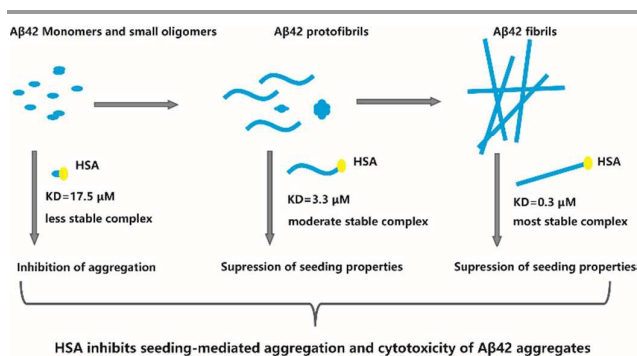 Aβ42 Monomers and small oligomers
Aβ42 protofibrils
Aβ42 fibrils
HSA
KD=17.5 μM
less stable complex
HSA
KD=3.3 μM
moderate stable complex
HSA
KD=0.3 μM
most stable complex
Inhibition of aggregation
Supression of seeding properties
Supression of seeding properties
HSA inhibits seeding-mediated aggregation and cytotoxicity of Aβ42 aggregates